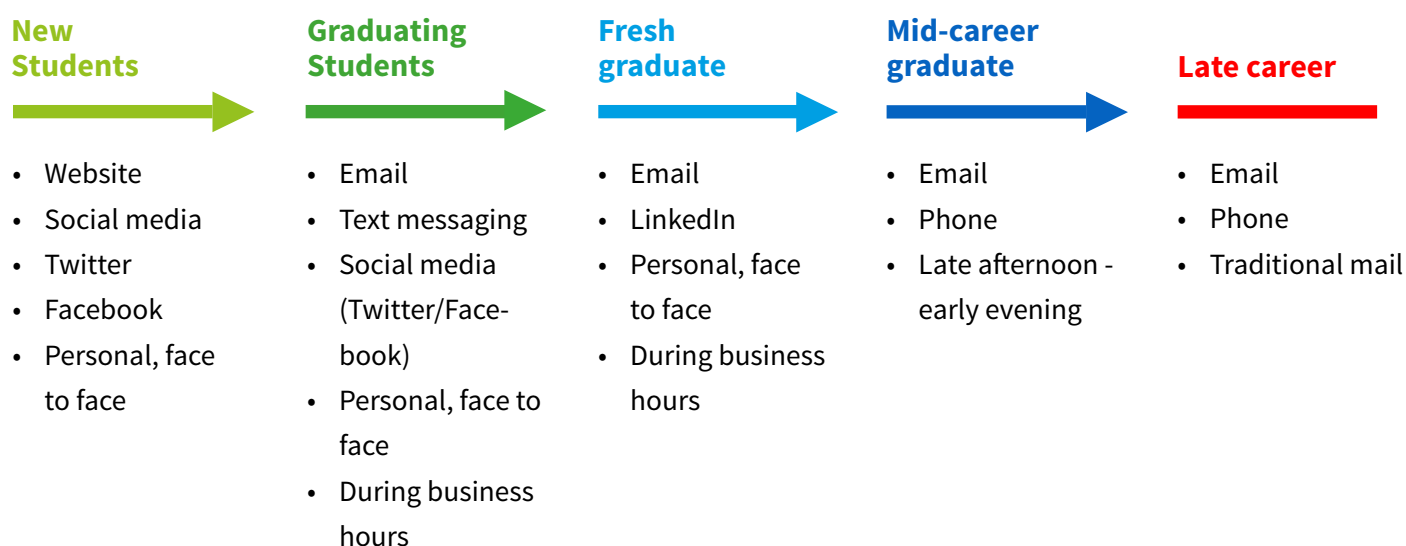 New
Students
• Website
• Social media
• Twitter
• Facebook
• Personal, face
to face
Graduating
Students
• Email
• Text messaging
• Social media
(Twitter/Face-
book)
• Personal, face to
face
• During business
hours
Fresh
graduate
• Email
• LinkedIn
• Personal, face
to face
• During business
hours
Mid-career
graduate
• Email
• Phone
• Late afternoon -
early evening
Late career
• Email
• Phone
• Traditional mail